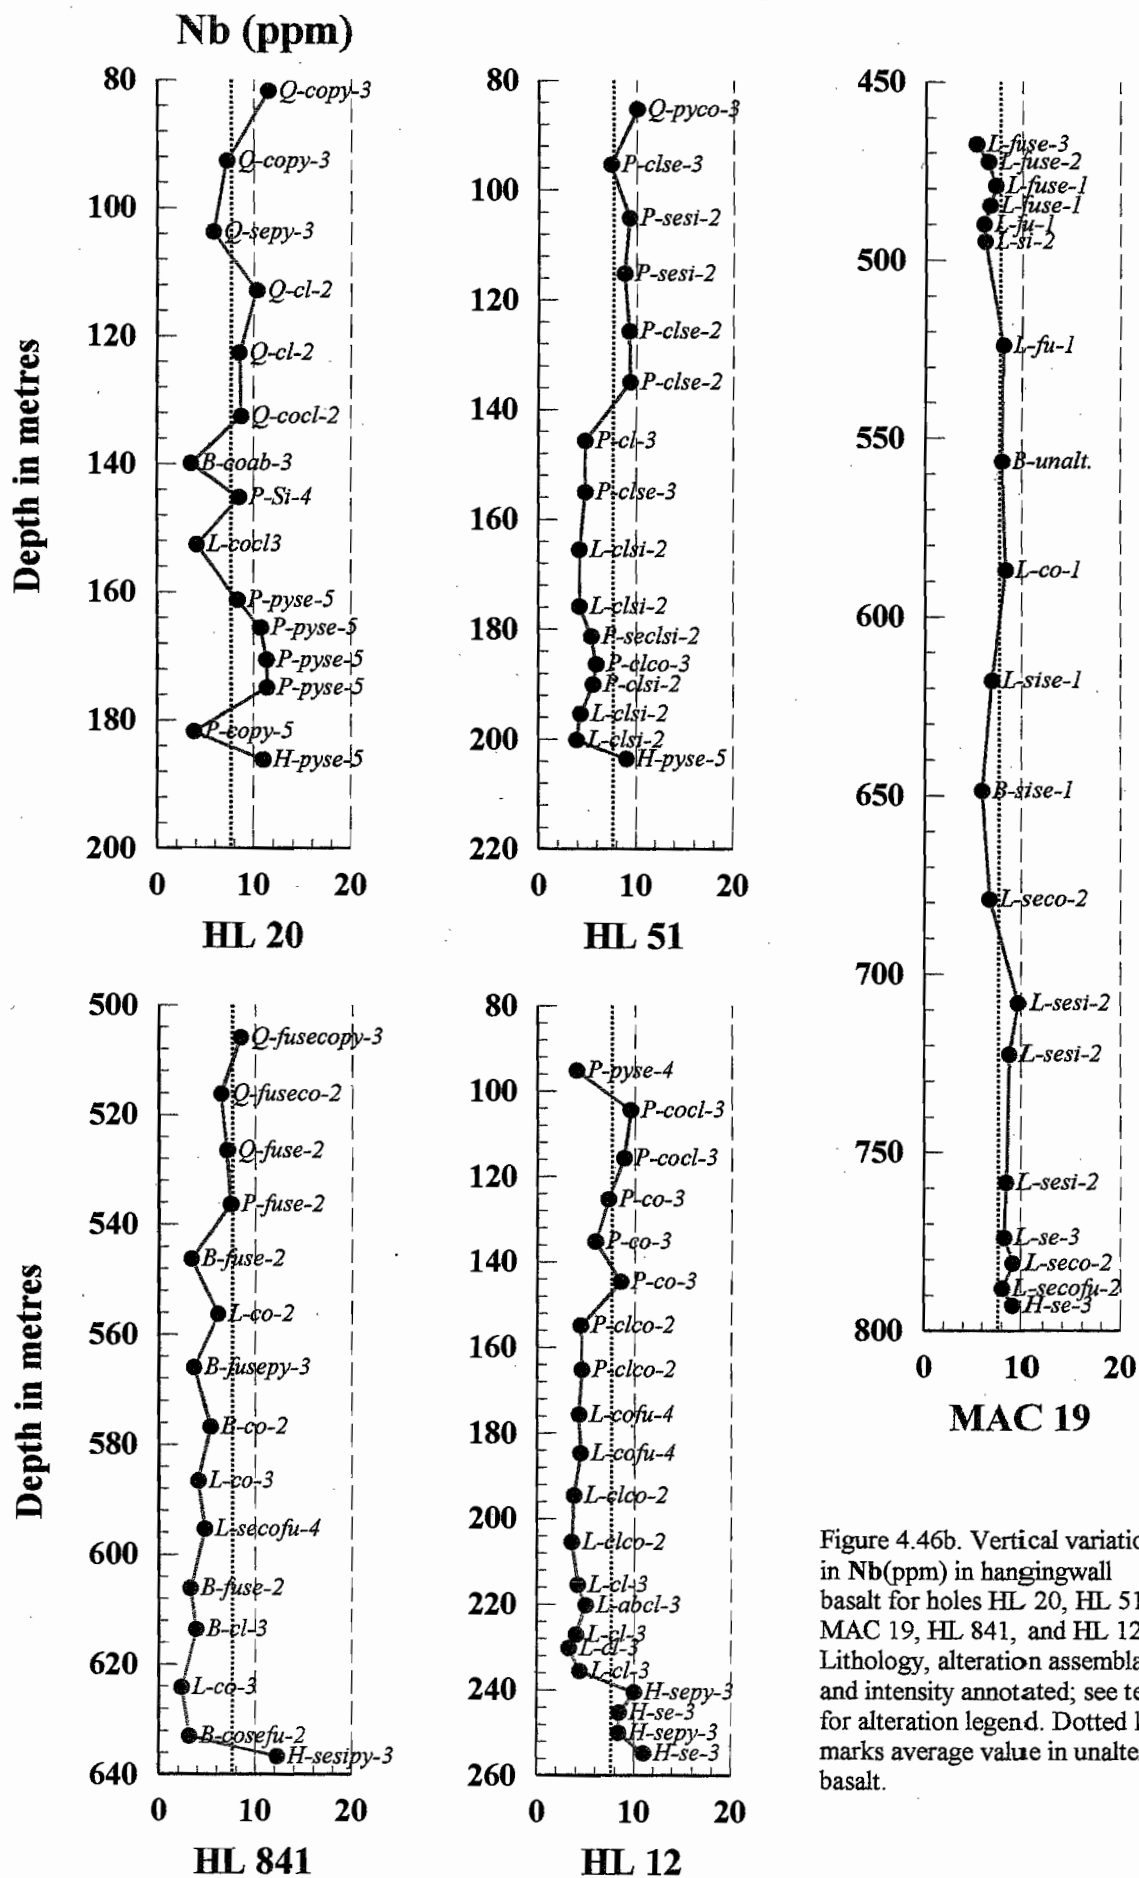 Nb (ppm)
Depth in metres
80
100
120
140
160
180
200
Q-copy-3
Q-copy-3
Q-sepy-3
Q-cl-2
Q-cl-2
Q-cocl-2
B-coab-3
P-Si-4
L-cocl3
P-pyse-5
P-pyse-5
P-pyse-5
P-pyse-5
P-copy-5
H-pyse-5
0 10 20
HL 20
80
100
120
140
160
180
200
220
Q-pyco-3
P-clse-3
P-sesi-2
P-sesi-2
P-clse-2
P-clse-2
P-cl-3
P-clse-3
L-clsi-2
L-clsi-2
P-seclsi-2
P-clco-3
P-clsi-2
L-clsi-2
L-clsi-2
H-pyse-5
0 10 20
HL 51
450
500
550
600
650
700
750
800
L-fuse-3
L-fuse-2
L-fuse-1
L-fuse-1
L-fu-1
L-si-2
L-fu-1
B-unalt.
L-co-1
L-sise-1
B-sise-1
L-seco-2
L-sesi-2
L-sesi-2
L-sesi-2
L-se-3
L-seco-2
L-secofu-2
H-se-3
0 10 20
MAC 19
Depth in metres
500
520
540
560
580
600
620
640
Q-fusecopy-3
Q-fuseco-2
Q-fuse-2
P-fuse-2
B-fuse-2
L-co-2
B-fusepy-3
B-co-2
L-co-3
L-secofu-4
B-fuse-2
B-cl-3
L-co-3
B-cosefu-2
H-sesipy-3
0 10 20
HL 841
80
100
120
140
160
180
200
220
240
260
P-pyse-4
P-cocl-3
P-cocl-3
P-co-3
P-co-3
P-co-3
P-clco-2
P-clco-2
L-cofu-4
L-cofu-4
L-clco-2
L-clco-2
L-cl-3
L-abcl-3
L-cl-3
L-cl-3
L-cl-3
H-sepy-3
H-se-3
H-sepy-3
H-se-3
0 10 20
HL 12
Figure 4.46b. Vertical variatio
in Nb(ppm) in hangingwall
basalt for holes HL 20, HL 51
MAC 19, HL 841, and HL 12
Lithology, alteration assembla
and intensity annotated; see te
for alteration legend. Dotted l
marks average value in unalte
basalt.